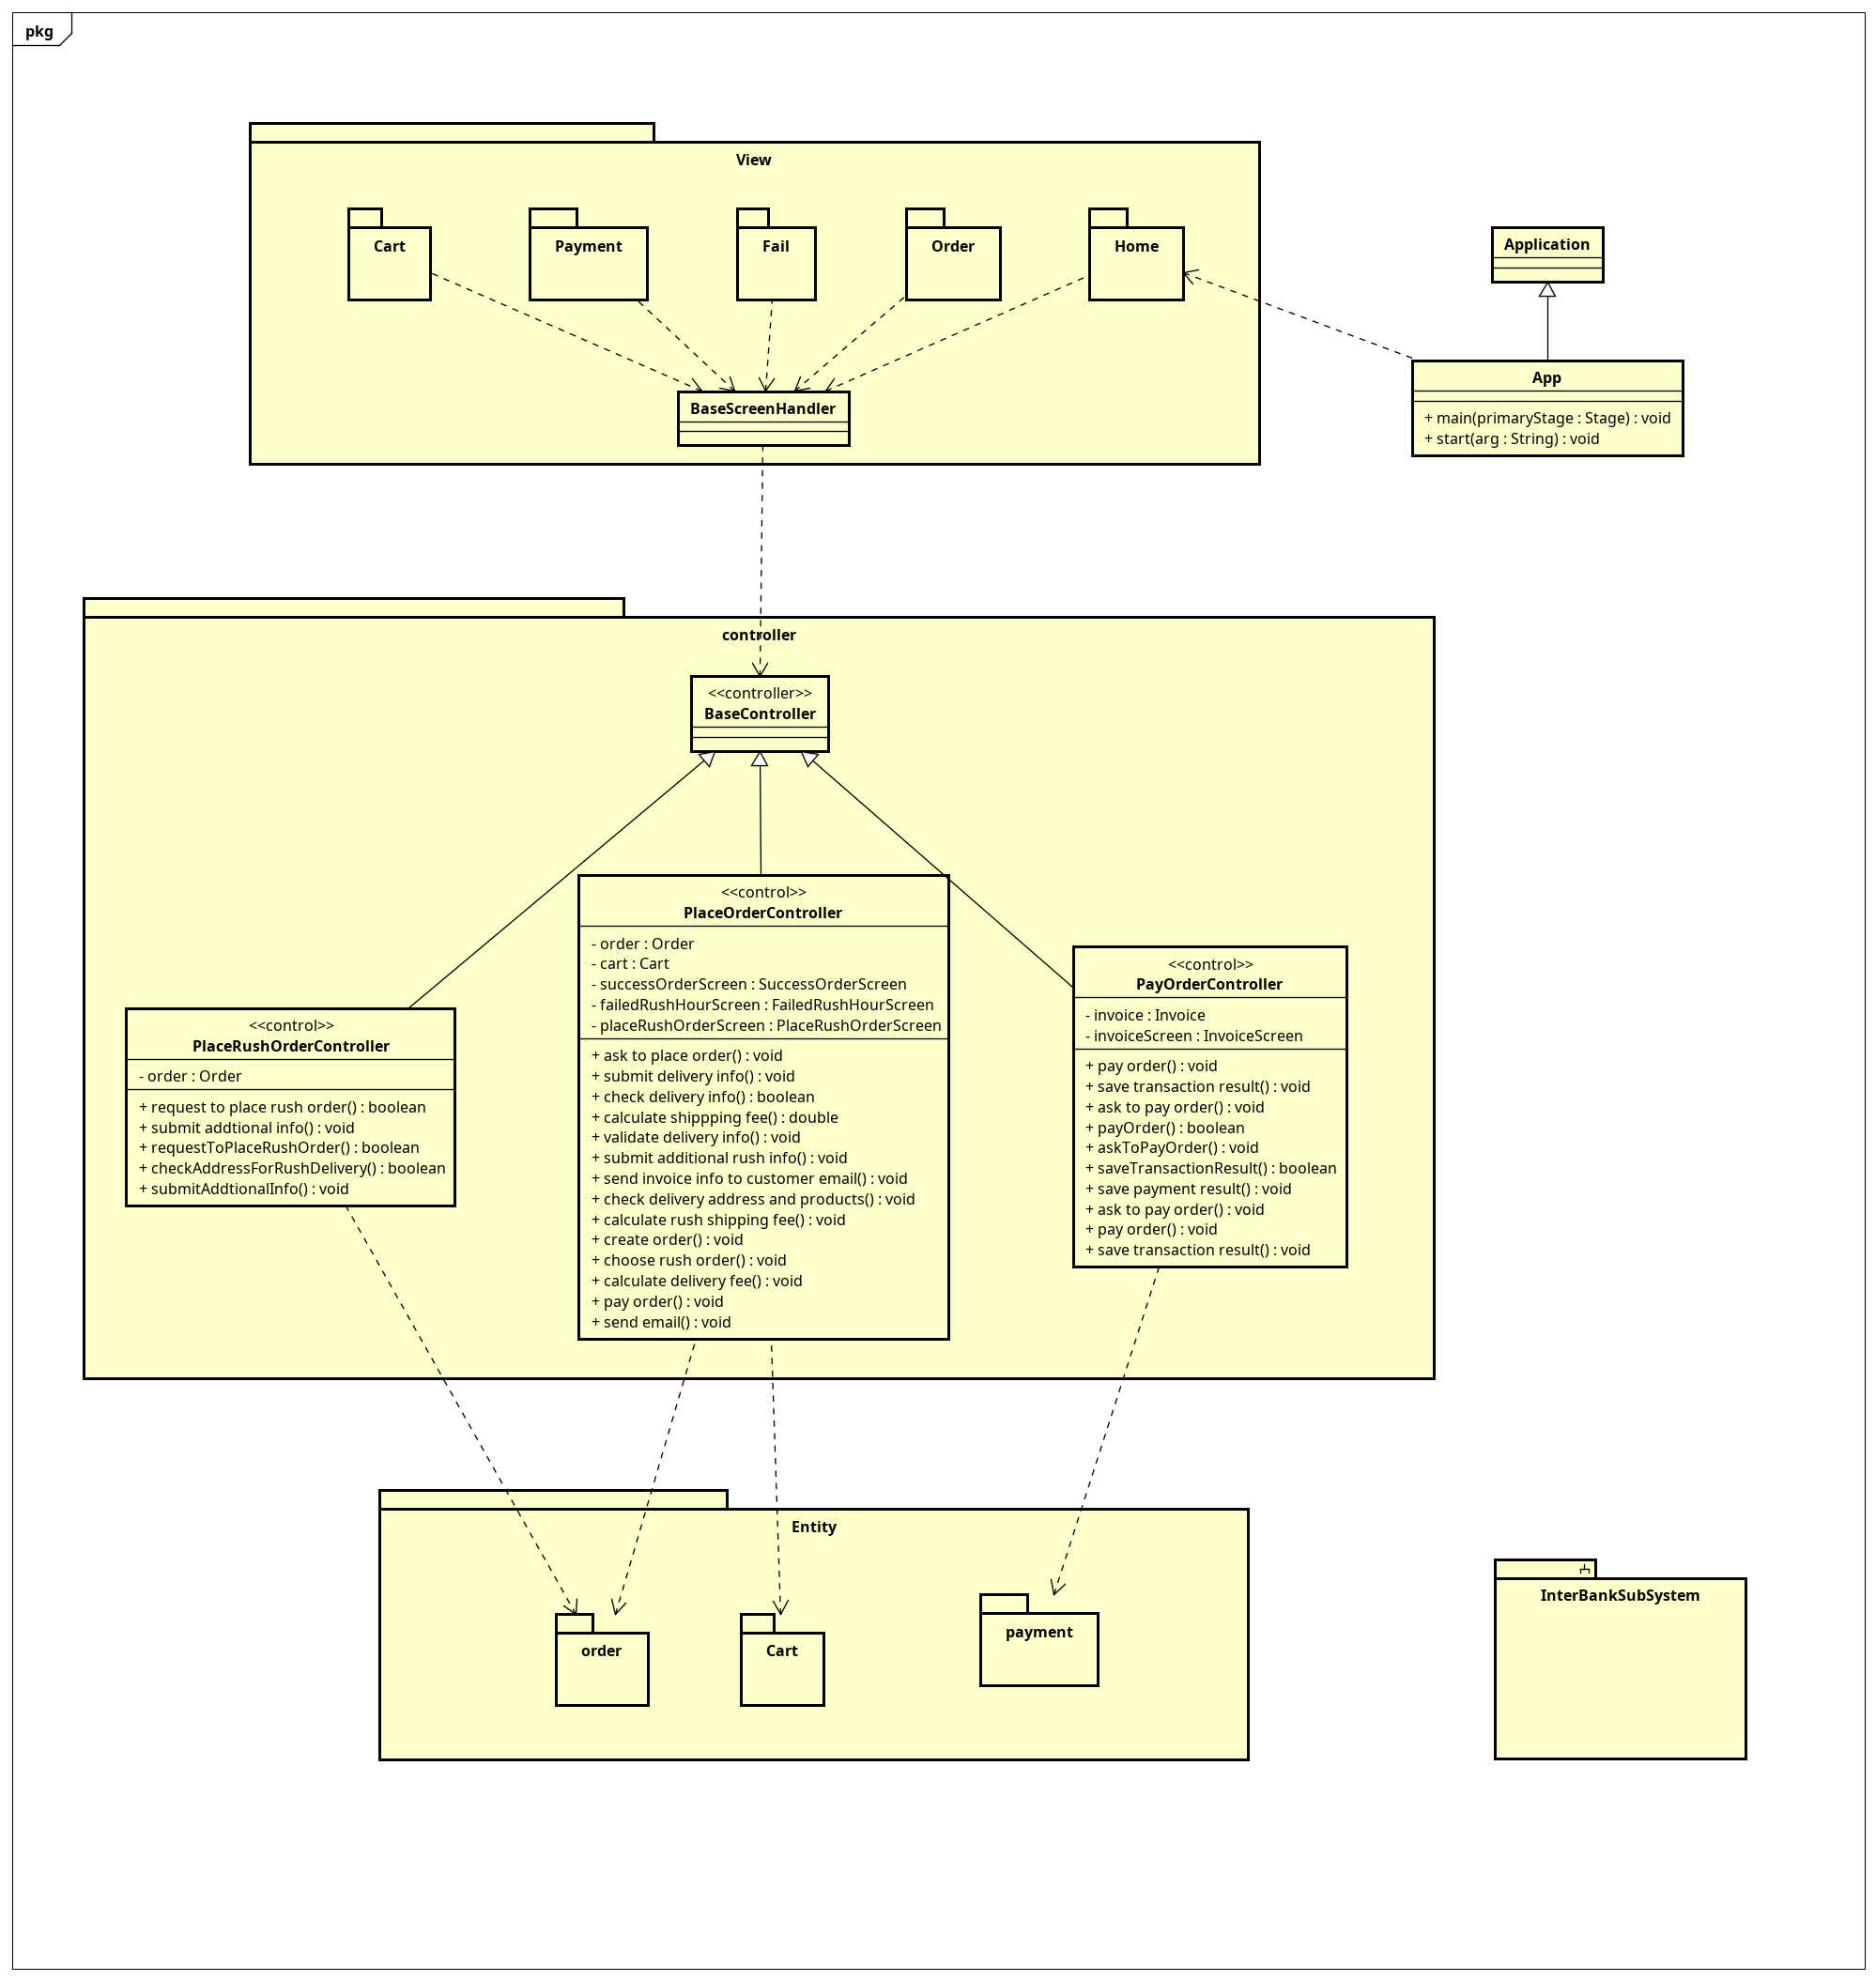 pkg
View
Cart
Payment
Fail
Order
Home
Application
App
+ main(primaryStage : Stage) : void
+ start(arg : String) : void
BaseScreenHandler
controller
<<controller>>
BaseController
<<control>>
PlaceOrderController
- order : Order
- cart : Cart
- successOrderScreen : SuccessOrderScreen
- failedRushHourScreen : FailedRushHourScreen
- placeRushOrderScreen : PlaceRushOrderScreen
+ ask to place order() : void
+ submit delivery info() : void
+ check delivery info() : boolean
+ calculate shippping fee() : double
+ validate delivery info() : void
+ submit additional rush info() : void
+ send invoice info to customer email() : void
+ check delivery address and products() : void
+ calculate rush shipping fee() : void
+ create order() : void
+ choose rush order() : void
+ calculate delivery fee() : void
+ pay order() : void
+ send email() : void
<<control>>
PayOrderController
- invoice : Invoice
- invoiceScreen : InvoiceScreen
+ pay order() : void
+ save transaction result() : void
+ ask to pay order() : void
+ payOrder() : boolean
+ askToPayOrder() : void
+ saveTransactionResult() : boolean
+ save payment result() : void
+ ask to pay order() : void
+ pay order() : void
+ save transaction result() : void
<<control>>
PlaceRushOrderController
- order : Order
+ request to place rush order() : boolean
+ submit addtional info() : void
+ requestToPlaceRushOrder() : boolean
+ checkAddressForRushDelivery() : boolean
+ submitAddtionalInfo() : void
Entity
order
Cart
payment
InterBankSubSystem